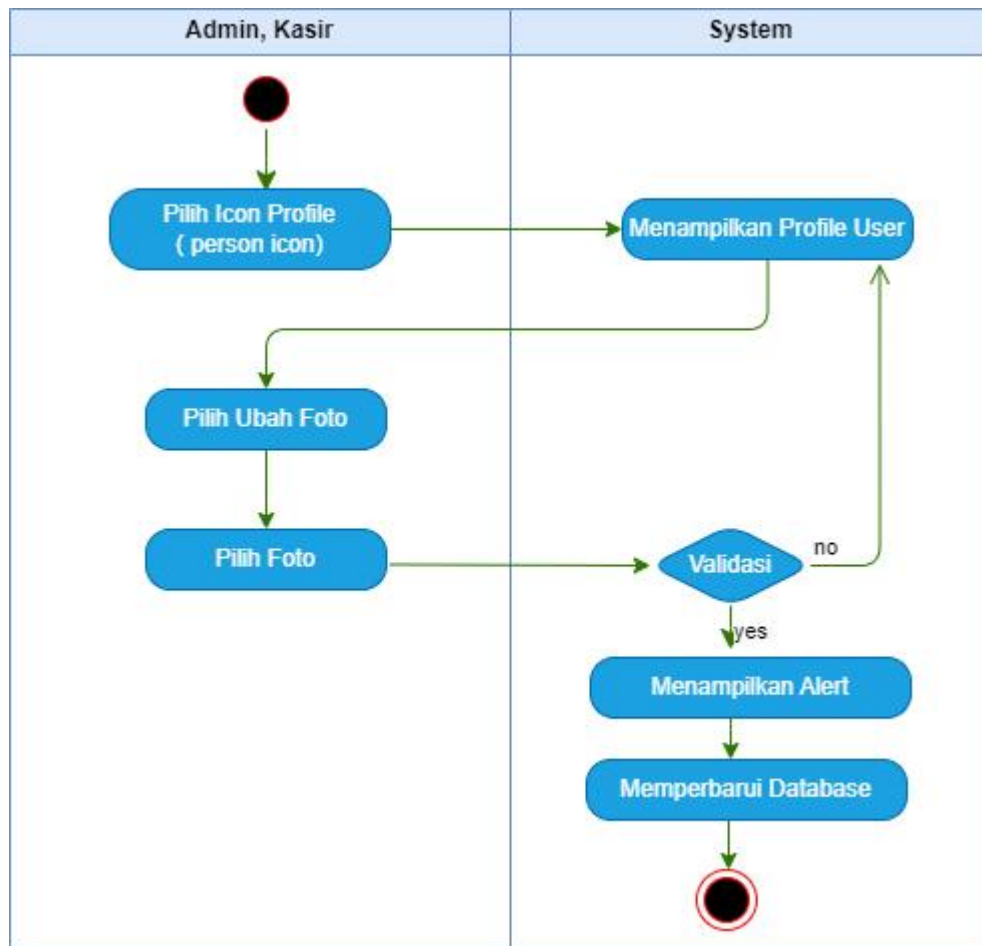 Admin, Kasir
System
Pilih Icon Profile
( person icon)
Menampilkan Profile User
Pilih Ubah Foto
Pilih Foto
Validasi
no
yes
Menampilkan Alert
Memperbarui Database